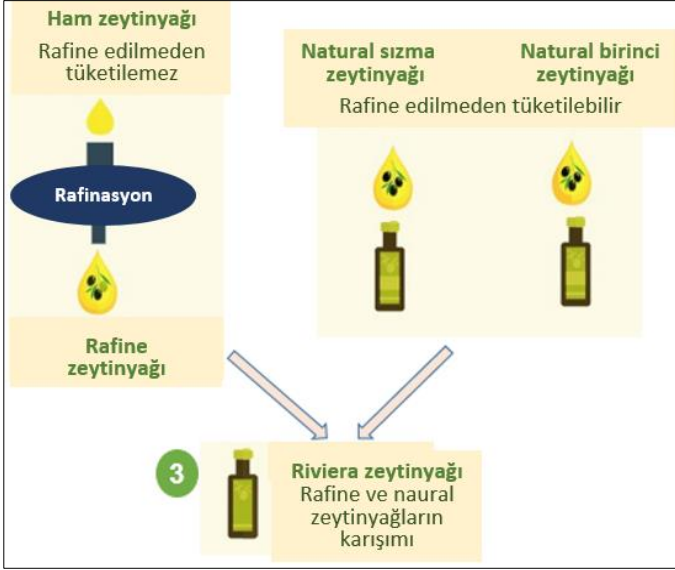 Ham zeytinyağı
Rafine edilmeden
tüketilemez
Rafinasyon
Rafine
zeytinyağı
Natural sızma
zeytinyağı
Natural birinci
zeytinyağı
Rafine edilmeden tüketilebilir
3
Riviera zeytinyağı
Rafine ve naural
zeytinyağların
karışımı